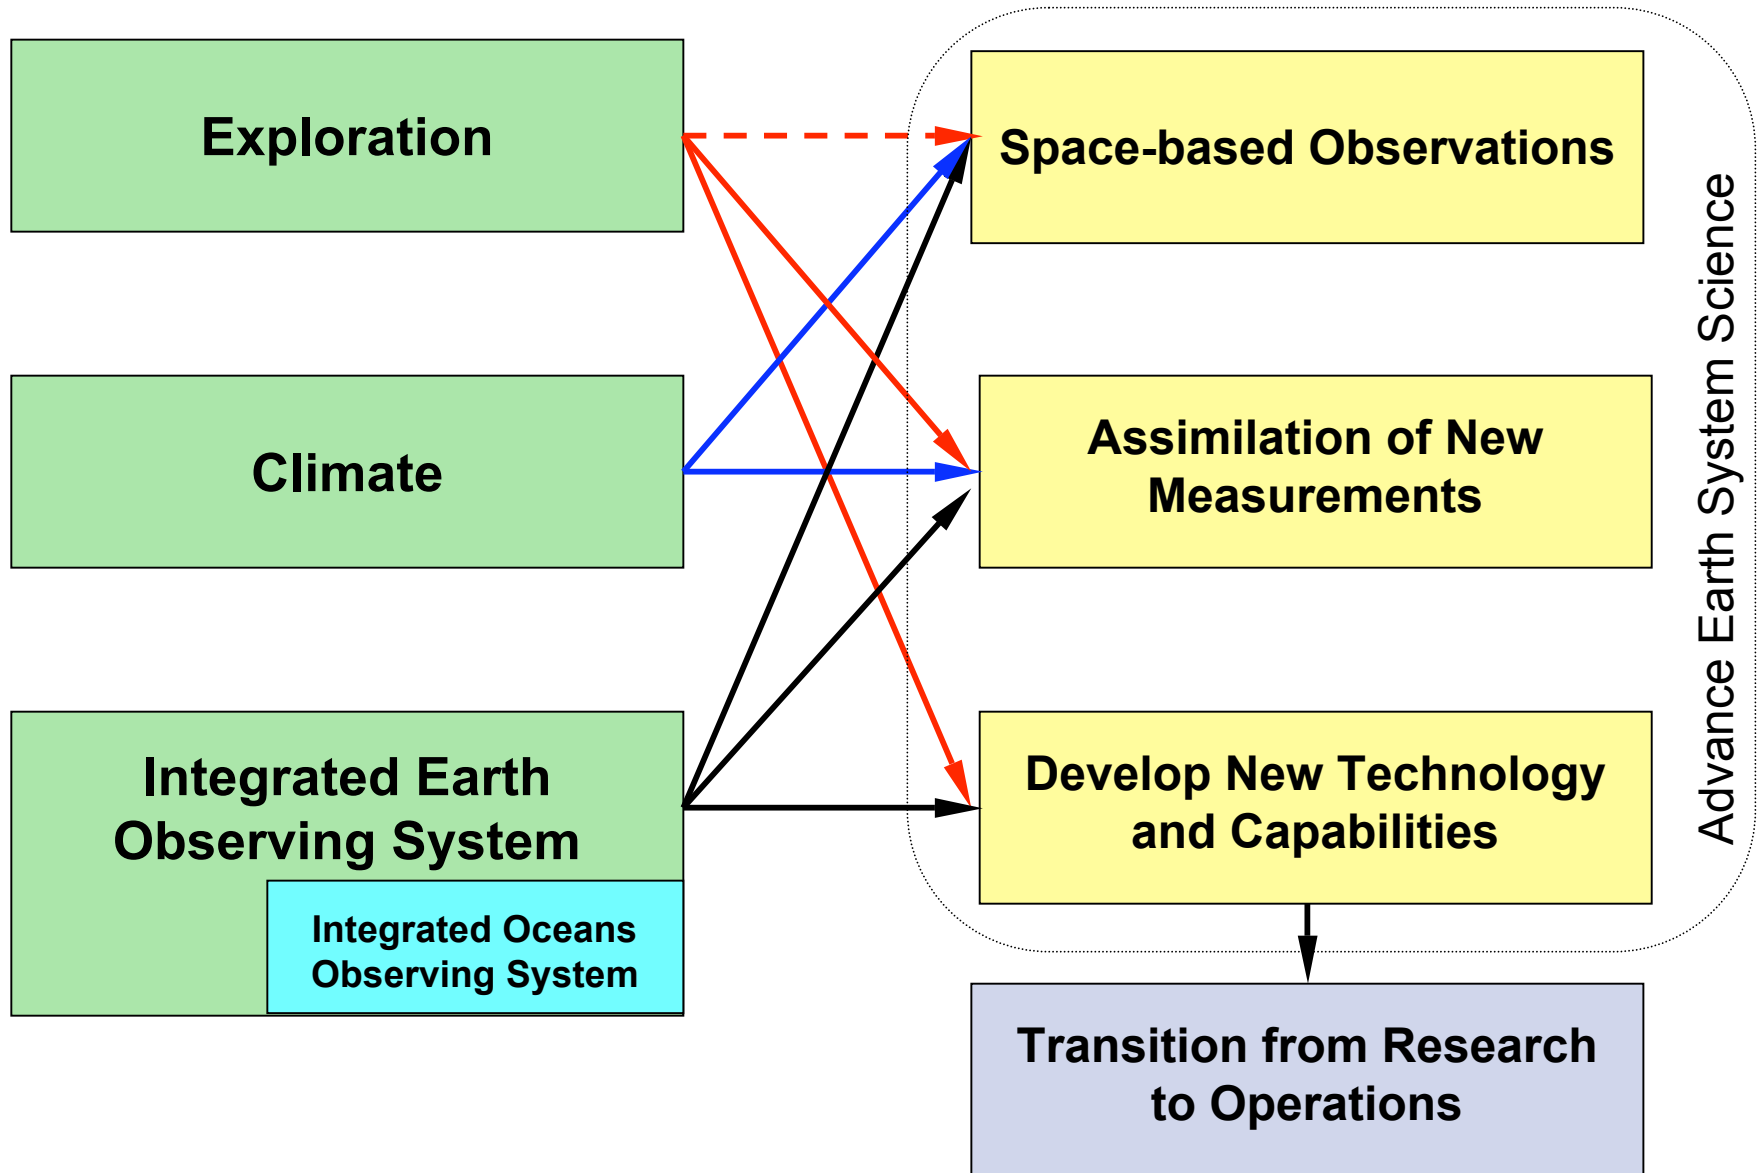 Exploration
Space-based Observations
Climate
Assimilation of New
Measurements
Integrated Earth
Observing System
Integrated Oceans
Observing System
Develop New Technology
and Capabilities
Transition from Research
to Operations
Advance Earth System Science